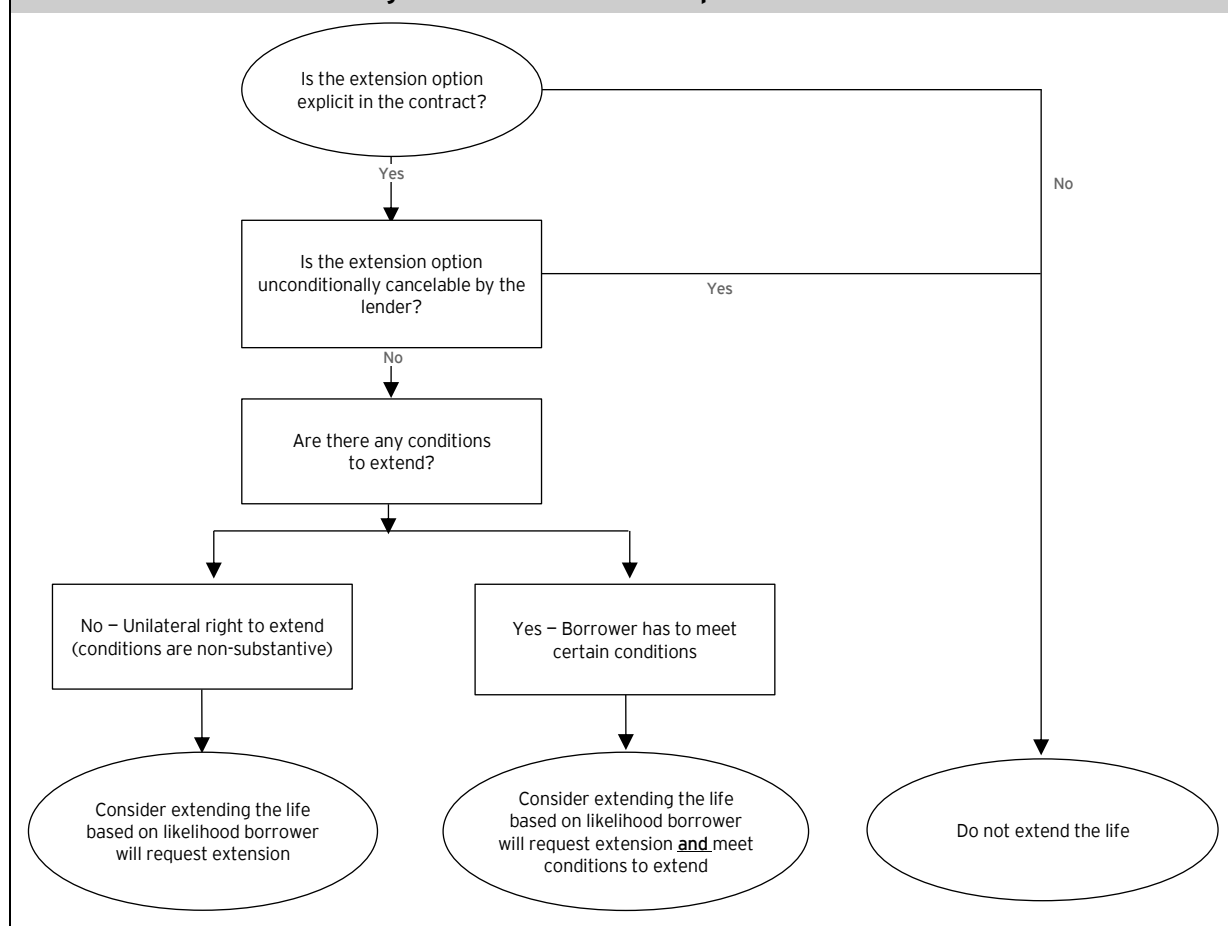 Is the extension option
explicit in the contract?
No
Yes
Is the extension option
unconditionally cancelable by the
lender?
Yes
No
Are there any conditions
to extend?
No – Unilateral right to extend
(conditions are non-substantive)
Yes – Borrower has to meet
certain conditions
Consider extending the life
based on likelihood borrower
will request extension
Consider extending the life
based on likelihood borrower
will request extension and meet
conditions to extend
Do not extend the life